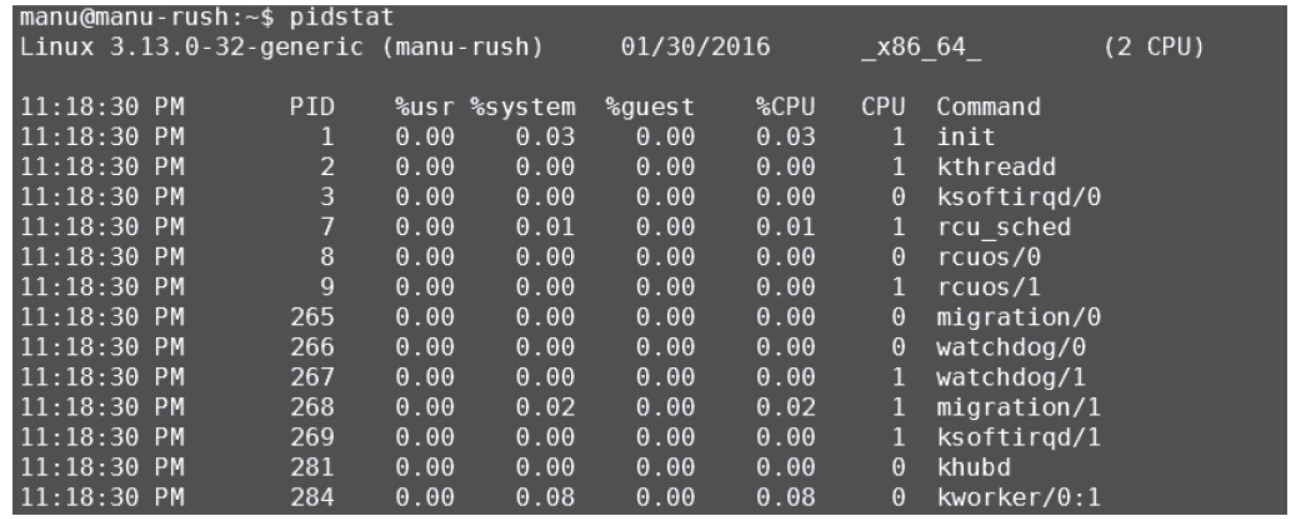 manu@manu-rush:~$ pidstat
Linux 3.13.0-32-generic (manu-rush) 01/30/2016 _x86_64_ (2 CPU)
11:18:30 PM PID %usr %system %guest %CPU CPU Command
11:18:30 PM 1 0.00 0.03 0.00 0.03 1 init
11:18:30 PM 2 0.00 0.00 0.00 0.00 1 kthreadd
11:18:30 PM 3 0.00 0.00 0.00 0.00 0 ksoftirqd/0
11:18:30 PM 7 0.00 0.01 0.00 0.01 1 rcu_sched
11:18:30 PM 8 0.00 0.00 0.00 0.00 0 rcuos/0
11:18:30 PM 9 0.00 0.00 0.00 0.00 1 rcuos/1
11:18:30 PM 265 0.00 0.00 0.00 0.00 0 migration/0
11:18:30 PM 266 0.00 0.00 0.00 0.00 0 watchdog/0
11:18:30 PM 267 0.00 0.00 0.00 0.00 1 watchdog/1
11:18:30 PM 268 0.00 0.02 0.00 0.02 1 migration/1
11:18:30 PM 269 0.00 0.00 0.00 0.00 1 ksoftirqd/1
11:18:30 PM 281 0.00 0.00 0.00 0.00 0 khubd
11:18:30 PM 284 0.00 0.08 0.00 0.08 0 kworker/0:1